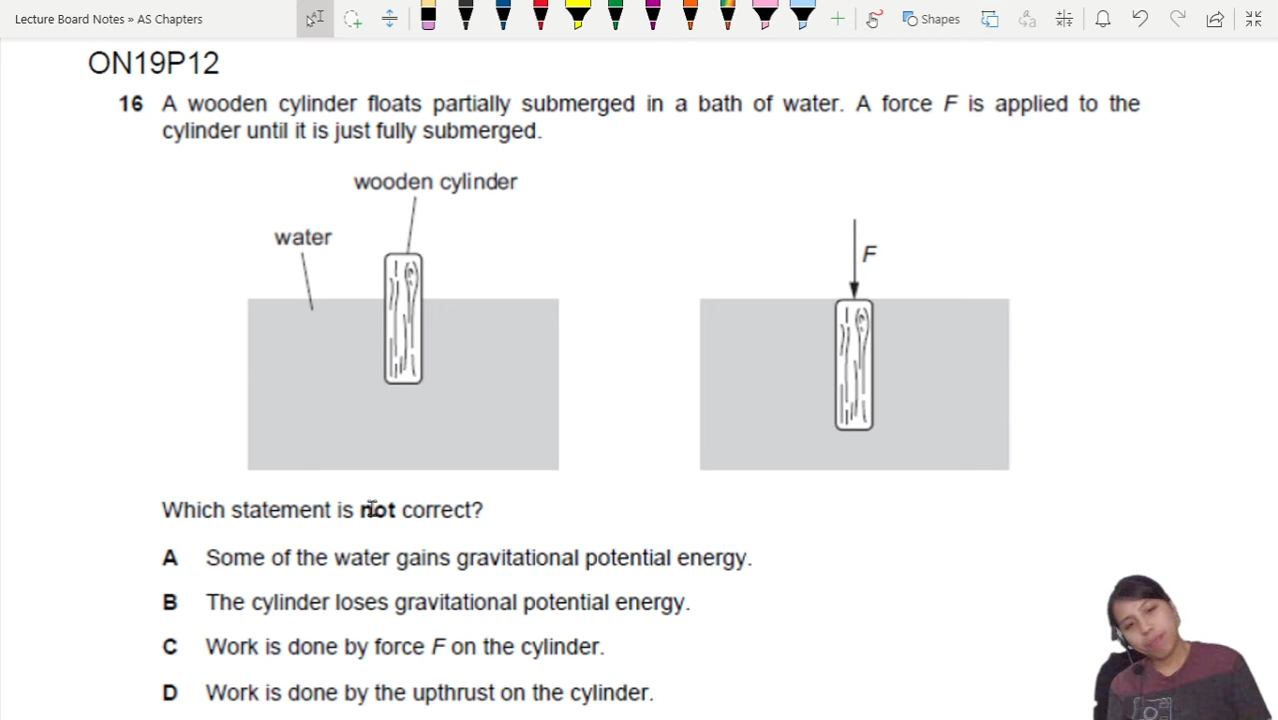 Lecture Board Notes » AS Chapters
Shapes
ON19P12
16 A wooden cylinder floats partially submerged in a bath of water. A force F is applied to the
cylinder until it is just fully submerged.
wooden cylinder
water
F
Which statement is not correct?
A Some of the water gains gravitational potential energy.
B The cylinder loses gravitational potential energy.
C Work is done by force F on the cylinder.
D Work is done by the upthrust on the cylinder.